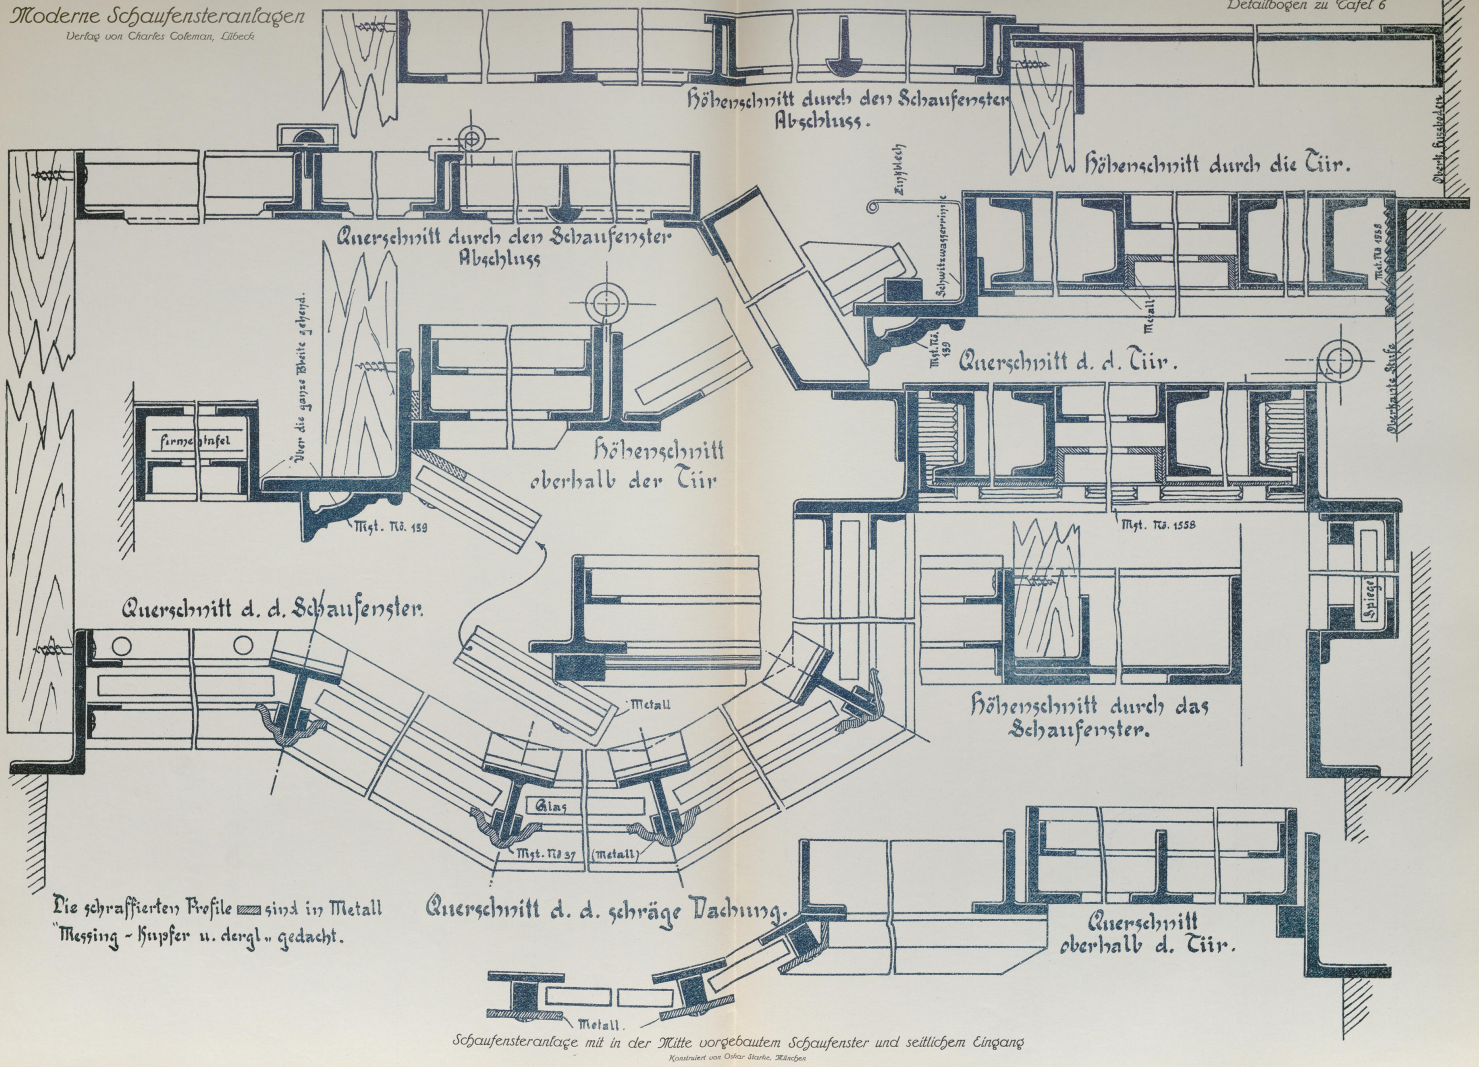 Moderne Schaufensteranlagen
Verlag von Charles Coleman, Lübeck
Detailbogen zu Tafel 6
Höhenschnitt durch den Schaufenster
Abschluss.
Höhenschnitt durch die Tür.
Oberk. Fussboden
Querschnitt durch den Schaufenster
Abschluss
Zinkblech
Schwitzwasserrinne
Mst. No.
139
Metall
Mst. No 1558
Querschnitt d. d. Tür.
Oberkante Stufe
Über die ganze Breite gehend.
Firmentafel
Mst. No. 139
Höhenschnitt
oberhalb der Tür
Mst. No. 1558
Spiegel
Querschnitt d. d. Schaufenster.
Metall
Höhenschnitt durch das
Schaufenster.
Glas
Mst. No 37 (Metall)
Die schraffierten Profile sind in Metall
"Messing - Kupfer u. dergl." gedacht.
Querschnitt d. d. schräge Dachung.
Querschnitt
oberhalb d. Tür.
Metall.
Schaufensteranlage mit in der Mitte vorgebautem Schaufenster und seitlichem Eingang
Konstruiert von Oskar Starke, München